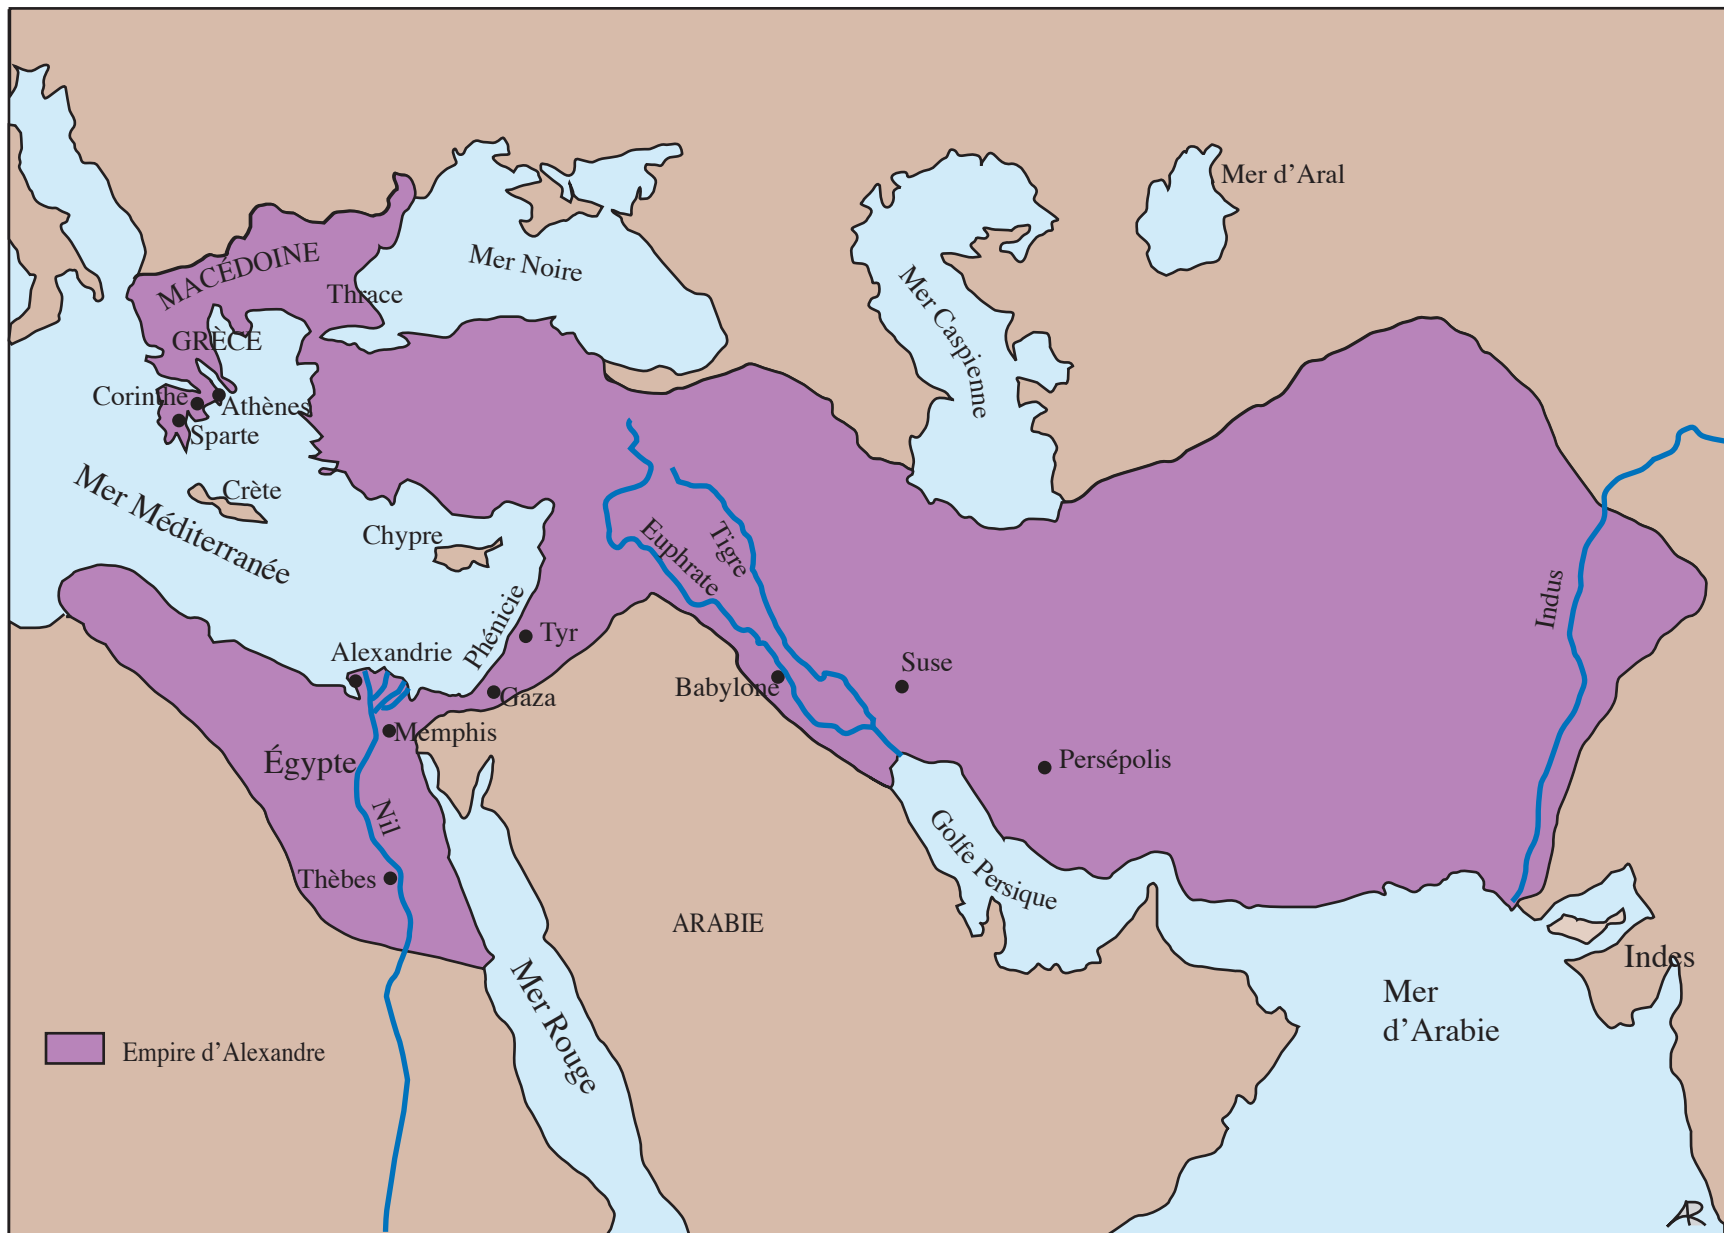 Mer d’Aral
Mer Noire
MACÉDOINE
Thrace
Mer Caspienne
GRÈCE
Corinthe
Athènes
Sparte
Crète
Mer Méditerranée
Chypre
Euphrate
Tigre
Indus
Phénicie
Tyr
Alexandrie
Suse
Babylone
Gaza
Memphis
Égypte
Persépolis
Nil
Golfe Persique
Thèbes
ARABIE
Indes
Mer
d’Arabie
Mer Rouge
Empire d’Alexandre
AR